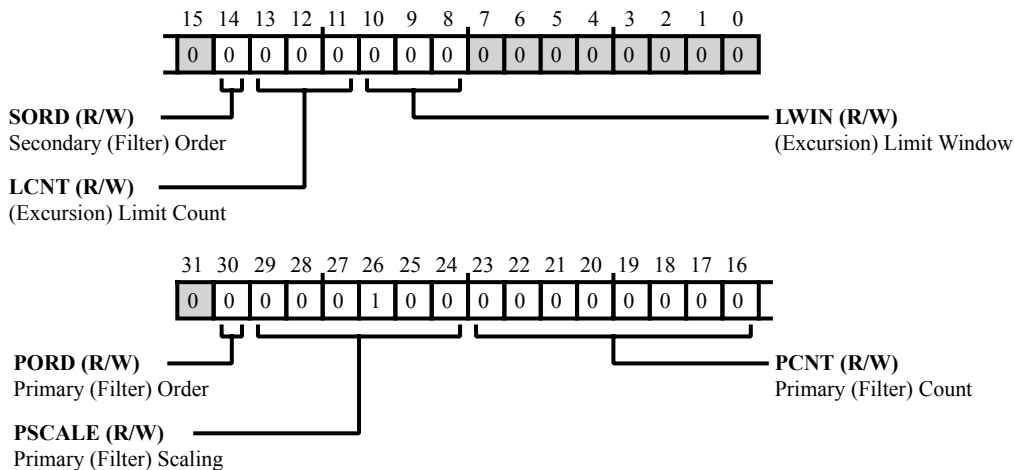 15 14 13 12 11 10 9 8 7 6 5 4 3 2 1 0
0 0 0 0 0 0 0 0 0 0 0 0 0 0 0 0
SORD (R/W)
Secondary (Filter) Order
LWIN (R/W)
(Excursion) Limit Window
LCNT (R/W)
(Excursion) Limit Count
31 30 29 28 27 26 25 24 23 22 21 20 19 18 17 16
0 0 0 0 0 1 0 0 0 0 0 0 0 0 0 0
PORD (R/W)
Primary (Filter) Order
PCNT (R/W)
Primary (Filter) Count
PSCALE (R/W)
Primary (Filter) Scaling